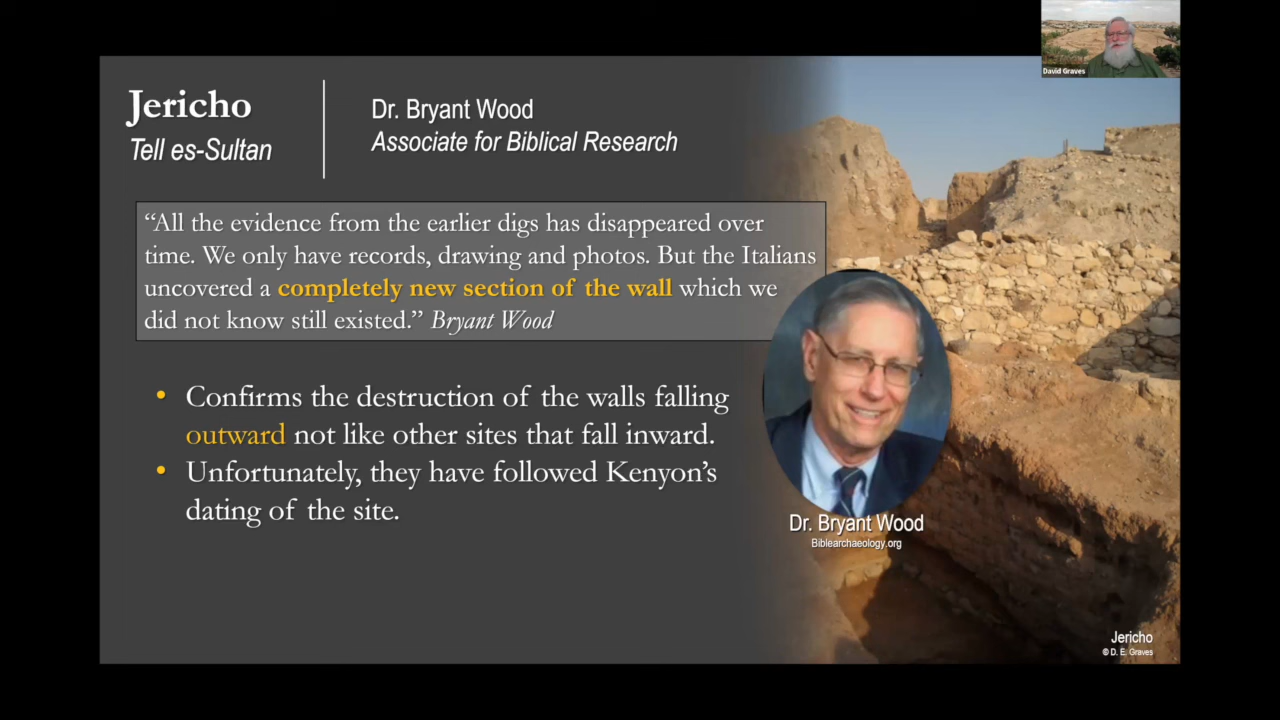 David Graves
Jericho
Tell es-Sultan
Dr. Bryant Wood
Associate for Biblical Research
“All the evidence from the earlier digs has disappeared over
time. We only have records, drawing and photos. But the Italians
uncovered a completely new section of the wall which we
did not know still existed.” Bryant Wood
• Confirms the destruction of the walls falling
outward not like other sites that fall inward.
• Unfortunately, they have followed Kenyon’s
dating of the site.
Dr. Bryant Wood
Biblearchaeology.org
Jericho
© D. E. Graves